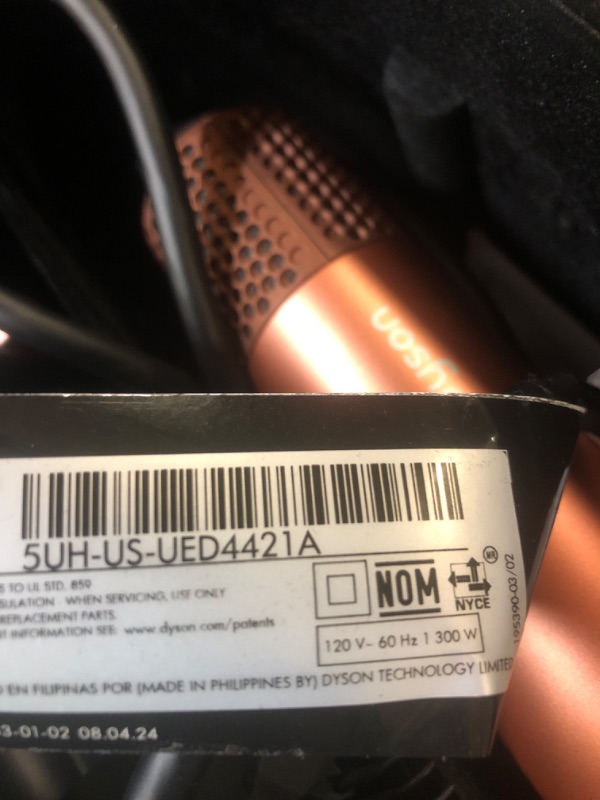 dyson
5UH-US-UED4421A
S TO UL STD. 859
SULATION WHEN SERVICING, USE ONLY
REPLACEMENT PARTS.
NT INFORMATION SEE: www.dyson.com/patents
NOM
NYCE
MR
120 V~ 60 Hz 1 300 W
195390-03/02
O EN FILIPINAS POR (MADE IN PHILIPPINES BY) DYSON TECHNOLOGY LIMITED
3-01-02 08.04.24